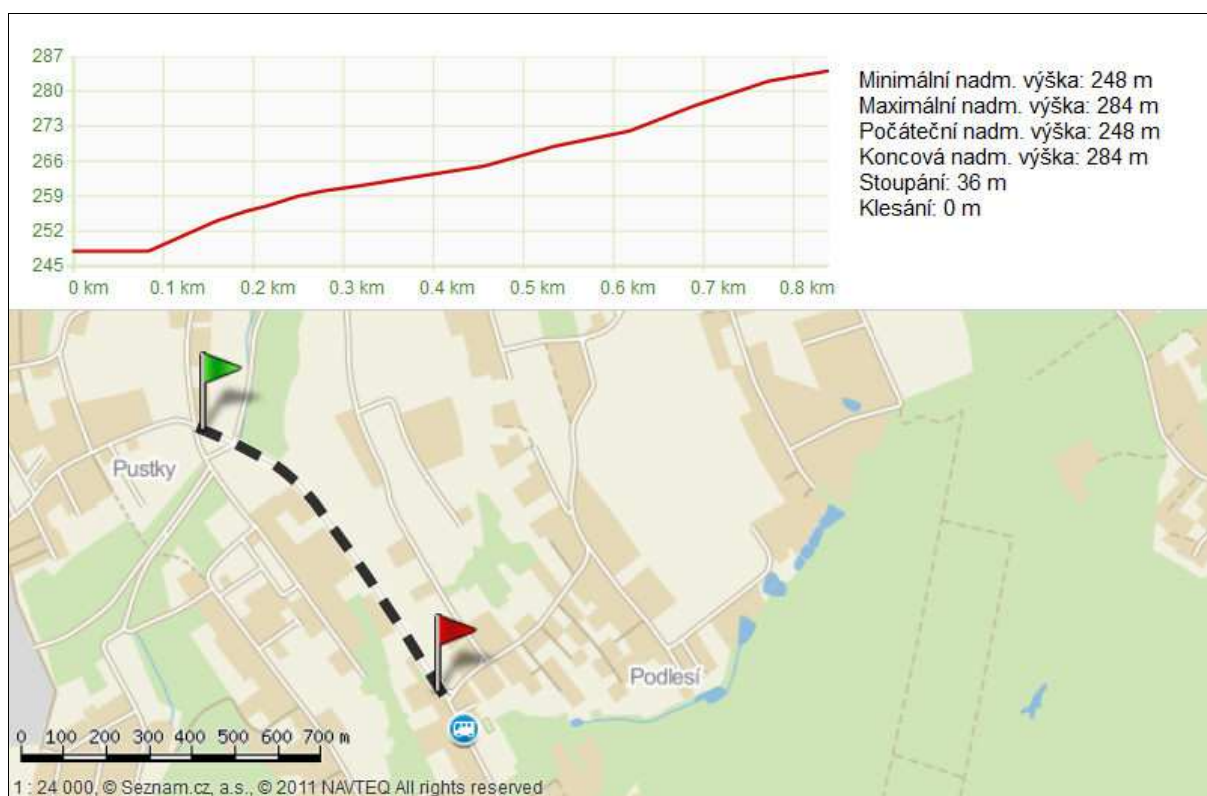 287
280
273
266
259
252
245
0 km 0.1 km 0.2 km 0.3 km 0.4 km 0.5 km 0.6 km 0.7 km 0.8 km
Minimální nadm. výška: 248 m
Maximální nadm. výška: 284 m
Počáteční nadm. výška: 248 m
Koncová nadm. výška: 284 m
Stoupání: 36 m
Klesání: 0 m
Pustky
Podlesí
0 100 200 300 400 500 600 700 m
1 : 24 000, © Seznam.cz, a.s., © 2011 NAVTEQ All rights reserved